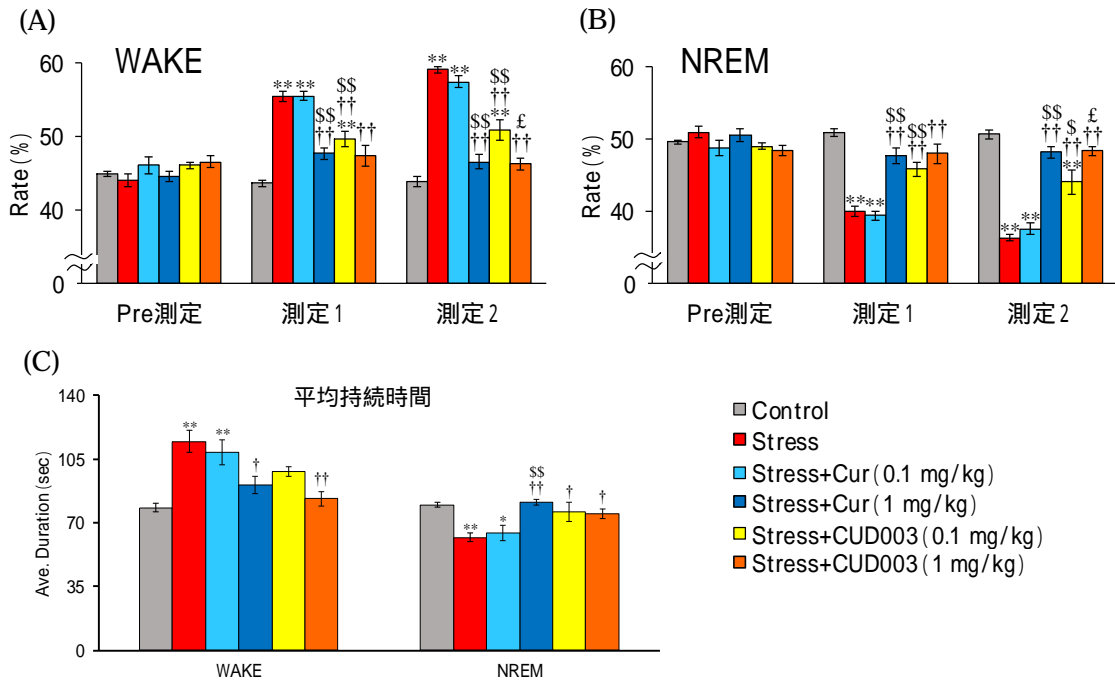 (A)
WAKE
Rate (%)
60
50
40
0
** **
$$
††
$$
††
**
††
** **
$$
††
$$
††
**
£
††
Pre測定 測定1 測定2
(B)
NREM
Rate (%)
60
40
0
** **
$$
††
$$
††
††
** **
$$
††
$
††
**
£
††
Pre測定 測定1 測定2
(C)
平均持続時間
Ave. Duration (sec)
140
105
70
35
0
** ** † ††
** *
$$
††
† †
WAKE NREM
Control
Stress
Stress+Cur(0.1 mg/kg)
Stress+Cur(1 mg/kg)
Stress+CUD003(0.1 mg/kg)
Stress+CUD003(1 mg/kg)